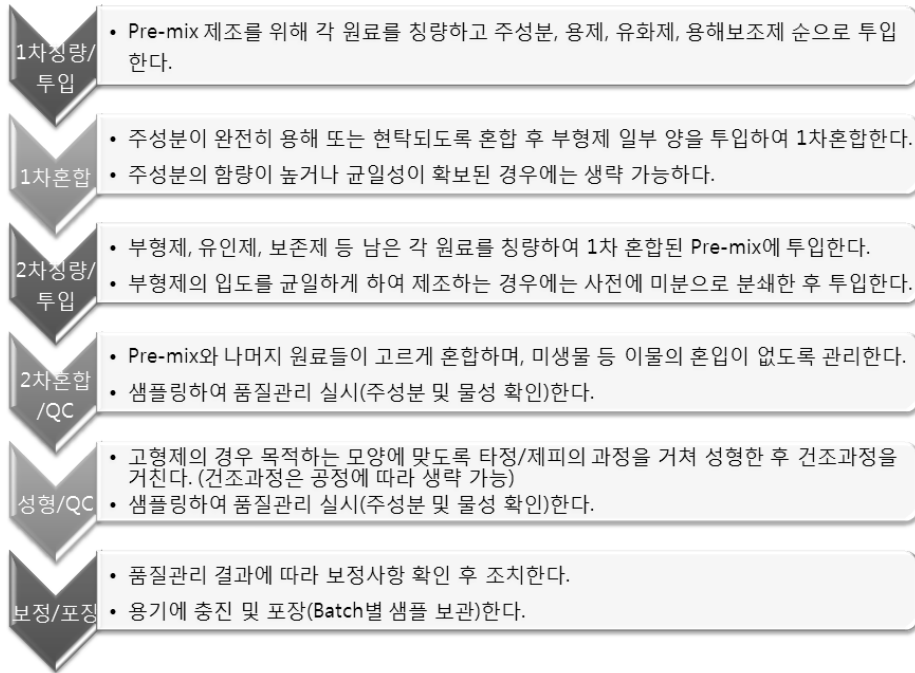 1차칭량/
투입
• Pre-mix 제조를 위해 각 원료를 칭량하고 주성분, 용제, 유화제, 용해보조제 순으로 투입
한다.
1차혼합
• 주성분이 완전히 용해 또는 현탁되도록 혼합 후 부형제 일부 양을 투입하여 1차혼합한다.
• 주성분의 함량이 높거나 균일성이 확보된 경우에는 생략 가능하다.
2차칭량/
투입
• 부형제, 유인제, 보존제 등 남은 각 원료를 칭량하여 1차 혼합된 Pre-mix에 투입한다.
• 부형제의 입도를 균일하게 하여 제조하는 경우에는 사전에 미분으로 분쇄한 후 투입한다.
2차혼합
/QC
• Pre-mix와 나머지 원료들이 고르게 혼합하며, 미생물 등 이물의 혼입이 없도록 관리한다.
• 샘플링하여 품질관리 실시(주성분 및 물성 확인)한다.
성형/QC
• 고형제의 경우 목적하는 모양에 맞도록 타정/제피의 과정을 거쳐 성형한 후 건조과정을
거친다. (건조과정은 공정에 따라 생략 가능)
• 샘플링하여 품질관리 실시(주성분 및 물성 확인)한다.
보정/포장
• 품질관리 결과에 따라 보정사항 확인 후 조치한다.
• 용기에 충진 및 포장(Batch별 샘플 보관)한다.